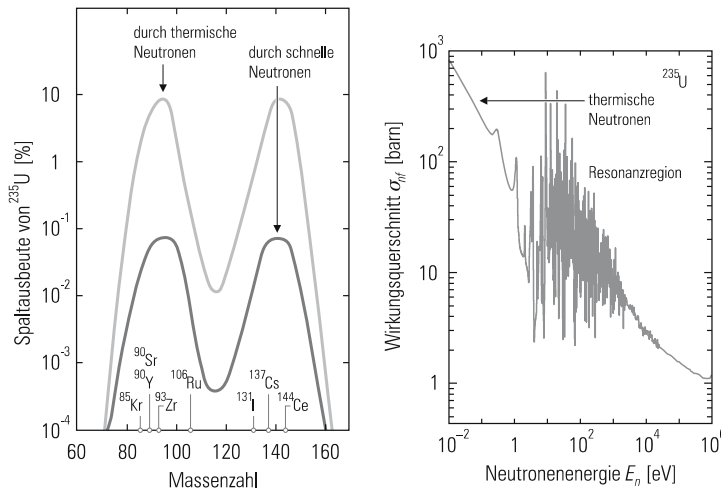 durch thermische
Neutronen
durch schnelle
Neutronen
Spaltausbeute von ²³⁵U [%]
10
1
10⁻¹
10⁻²
10⁻³
10⁻⁴
⁹⁰Sr
⁹⁰Y
¹⁰⁶Ru
¹³⁷Cs
⁸⁵Kr
⁹³Zr
¹³¹I
¹⁴⁴Ce
60 80 100 120 140 160
Massenzahl
²³⁵U
thermische
Neutronen
Resonanzregion
Wirkungsquerschnitt σₙf [barn]
10³
10²
10
1
10⁻² 1 10² 10⁴ 10⁶
Neutronenenergie Eₙ [eV]